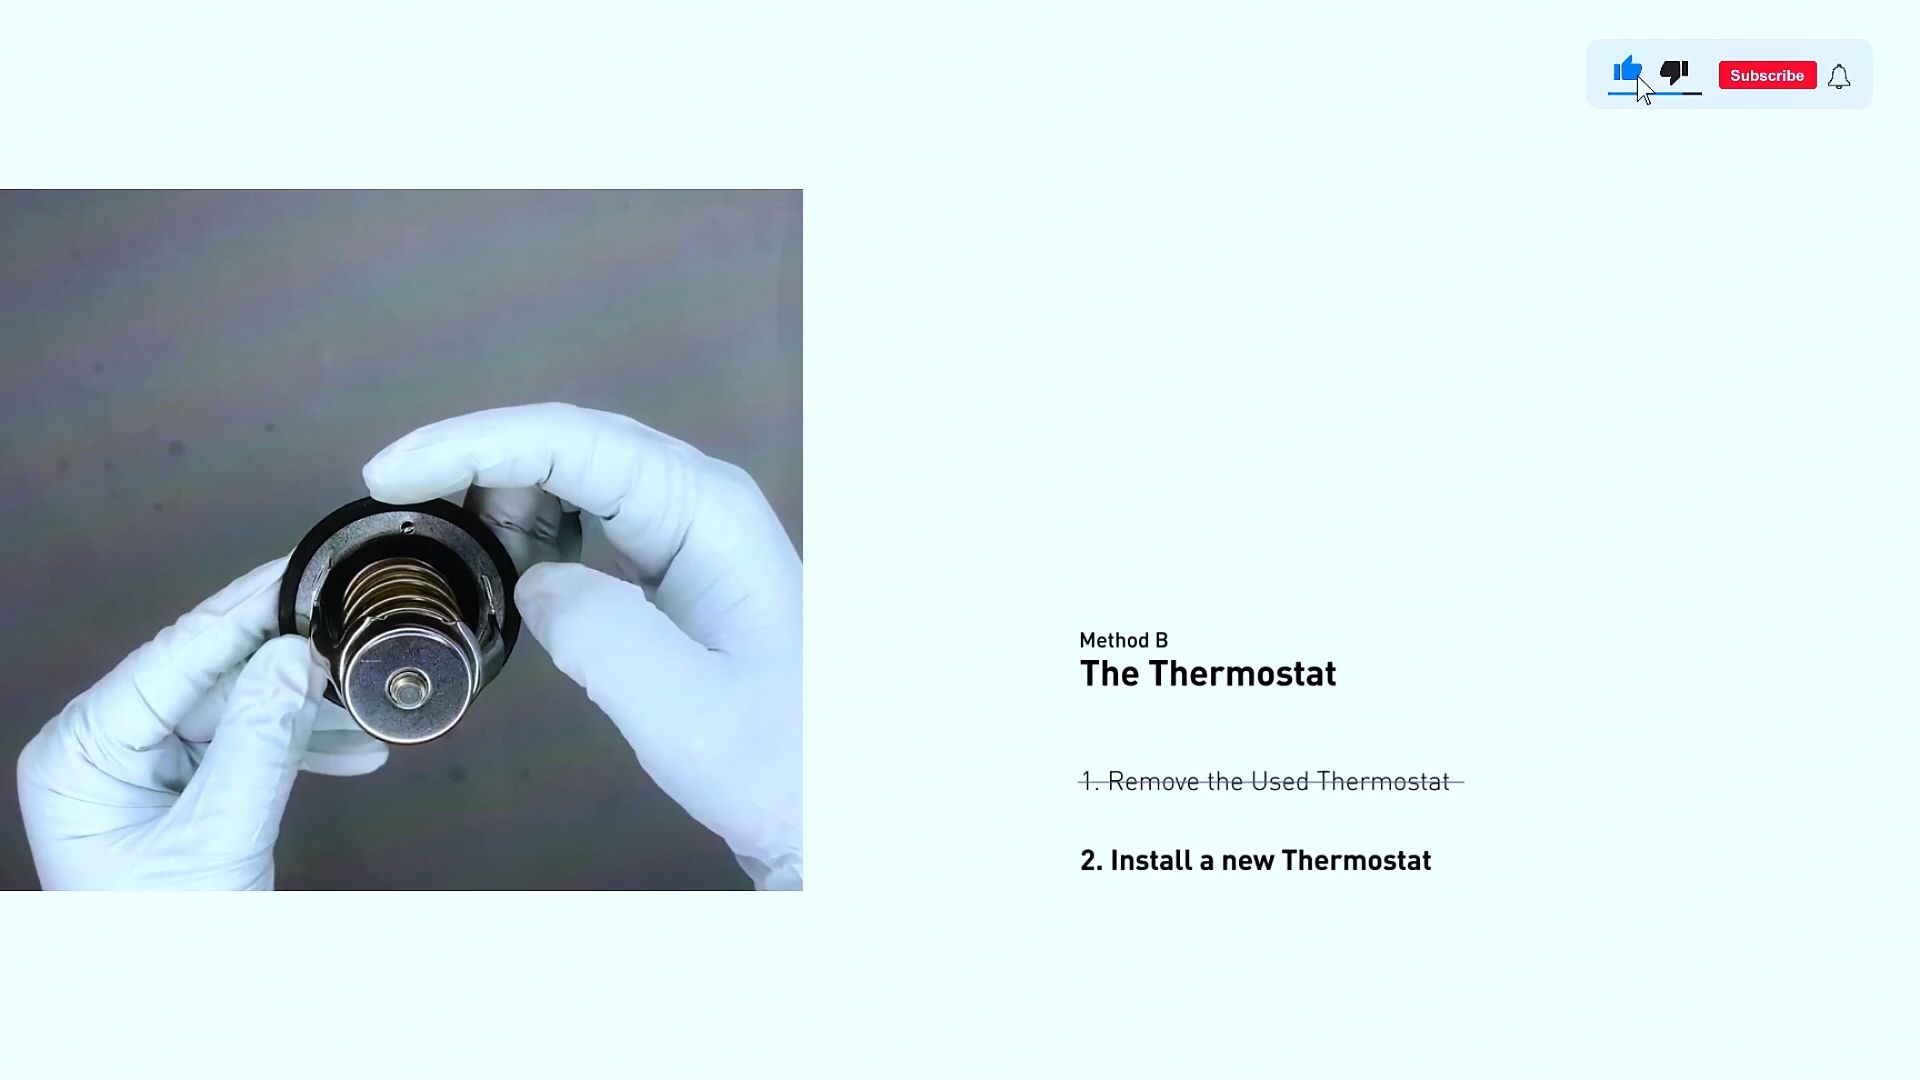 Subscribe
Method B
The Thermostat
1. Remove the Used Thermostat
2. Install a new Thermostat